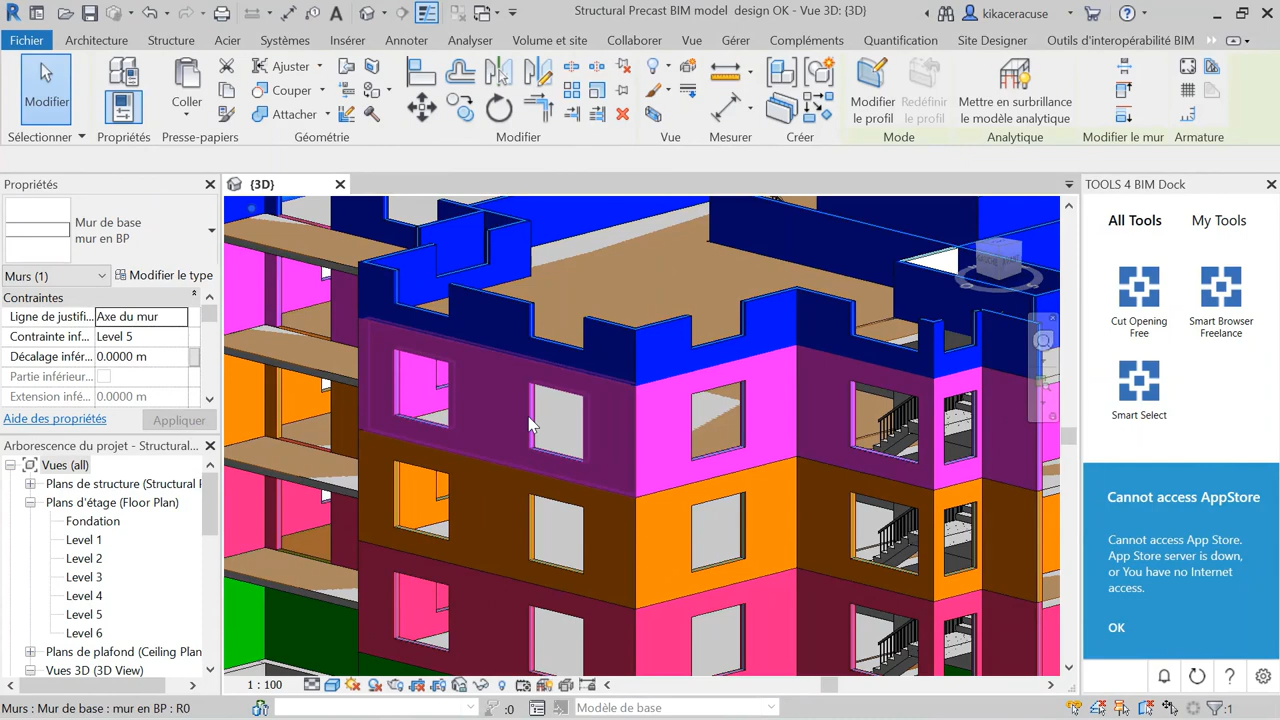 Structural Precast BIM model  design OK - Vue 3D: {3D}
kikaceracuse
Fichier
Architecture
Structure
Acier
Systèmes
Insérer
Annoter
Analyser
Volume et site
Collaborer
Vue
Gérer
Compléments
Quantification
Site Designer
Outils d'interopérabilité BIM
Modifier
Propriétés
Coller
Ajuster
Couper
Attacher
Modifier le profil
Redéfinir le profil
Mettre en surbrillance le modèle analytique
Sélectionner
Propriétés
Presse-papiers
Géométrie
Modifier
Vue
Mesurer
Créer
Mode
Analytique
Modifier le mur
Armature
Propriétés
Mur de base
mur en BP
Murs (1)
Modifier le type
Contraintes
Ligne de justifi...
Axe du mur
Contrainte inf...
Level 5
Décalage infér...
0.0000 m
Partie inférieur...
Extension infér...
0.0000 m
Aide des propriétés
Appliquer
Arborescence du projet - Structural
Vues (all)
Plans de structure (Structural
Plans d'étage (Floor Plan)
Fondation
Level 1
Level 2
Level 3
Level 4
Level 5
Level 6
Plans de plafond (Ceiling Plan
Vues 3D (3D View)
{3D}
1 : 100
TOOLS 4 BIM Dock
All Tools
My Tools
Cut Opening Free
Smart Browser Freelance
Smart Select
Cannot access AppStore
Cannot access App Store.
App Store server is down,
or You have no Internet
access.
OK
Murs : Mur de base : mur en BP : R0
:0
Modèle de base
:1